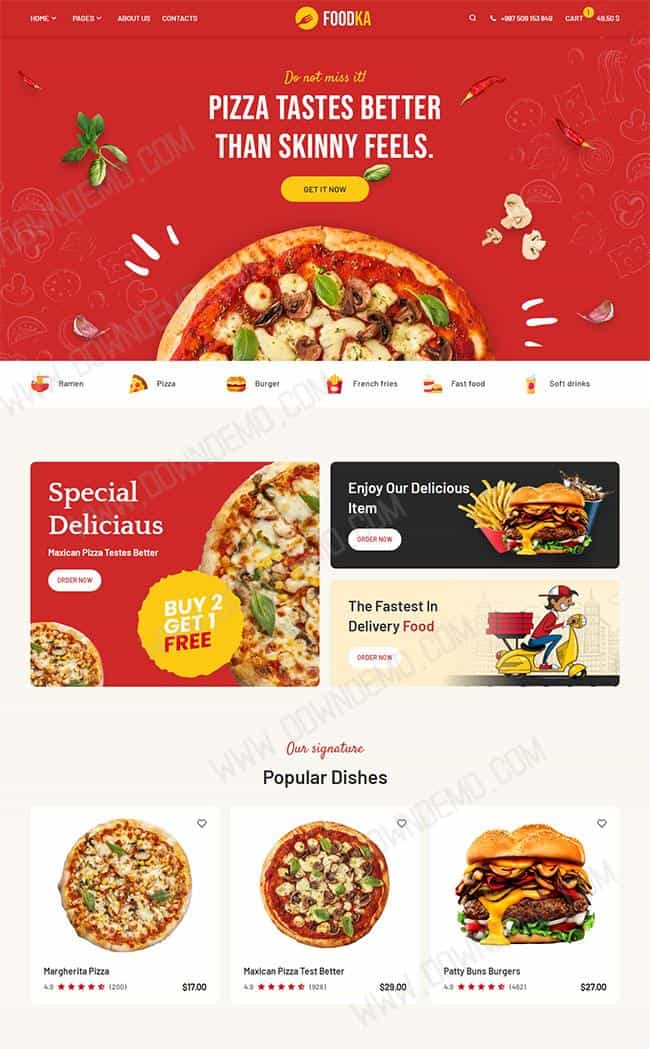 HOME PAGES ABOUT US CONTACTS
FOODKA
+997 509 153 849 CART 1 49.50 $
Do not miss it!
PIZZA TASTES BETTER
THAN SKINNY FEELS.
GET IT NOW
Ramen Pizza Burger French fries Fast food Soft drinks
Special
Deliciaus
Maxican Pizza Testes Better
ORDER NOW
BUY 2
GET 1
FREE
Enjoy Our Delicious
Item
ORDER NOW
The Fastest In
Delivery Food
ORDER NOW
Our signature
Popular Dishes
Margherita Pizza
4.9 (200) $17.00
Maxican Pizza Test Better
4.9 (928) $29.00
Patty Buns Burgers
4.9 (462) $27.00
WWW.DOWNDEMO.COM